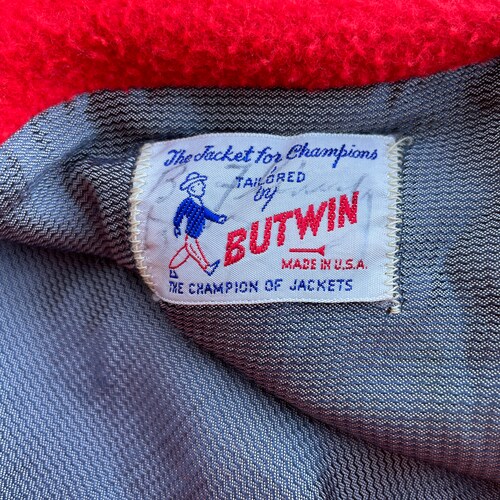 The Jacket for Champions
TAILORED
by
BUTWIN
MADE IN U.S.A.
THE CHAMPION OF JACKETS